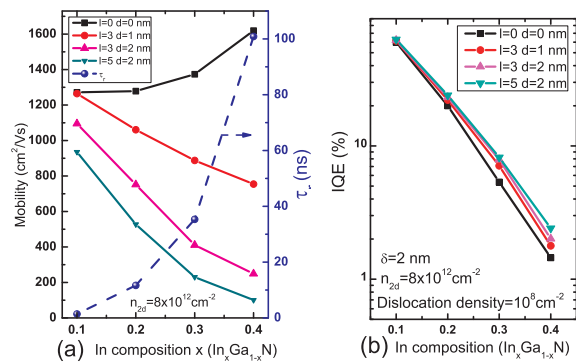 l=0 d=0 nm
l=3 d=1 nm
l=3 d=2 nm
l=5 d=2 nm
τr
1600
1400
1200
1000
800
600
400
200
0
Mobility (cm²/Vs)
100
80
60
40
20
0
τr (ns)
n2d=8x10¹²cm⁻²
0.1
0.2
0.3
0.4
(a)
In composition x (InxGa1-xN)
l=0 d=0 nm
l=3 d=1 nm
l=3 d=2 nm
l=5 d=2 nm
10
1
IQE (%)
δ=2 nm
n2d=8x10¹²cm⁻²
Dislocation density=10⁸cm⁻²
0.1
0.2
0.3
0.4
(b)
In composition (InxGa1-xN)